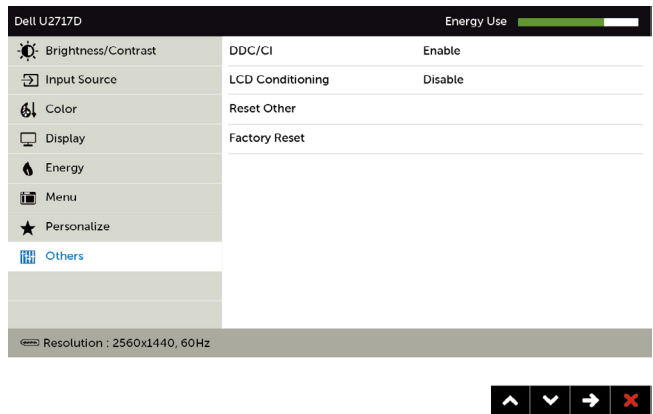 Dell U2717D Energy Use
Brightness/Contrast
Input Source
Color
Display
Energy
Menu
Personalize
Others
DDC/CI Enable
LCD Conditioning Disable
Reset Other
Factory Reset
Resolution : 2560x1440, 60Hz